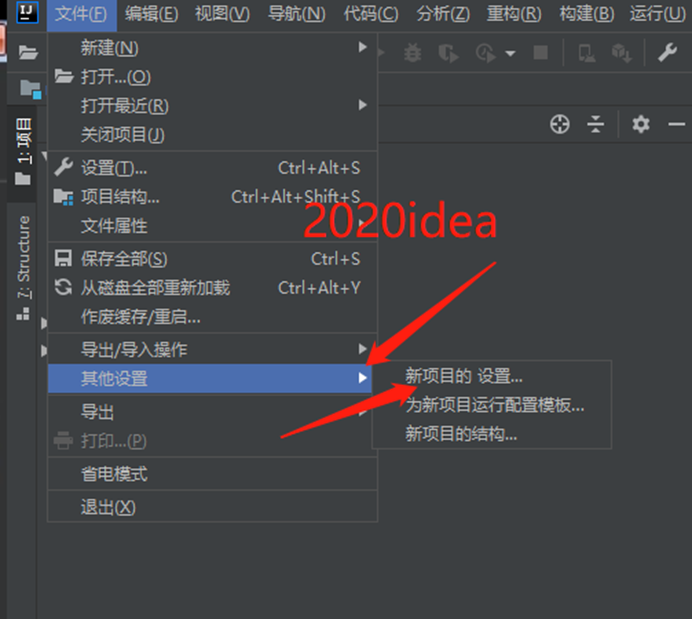 IJ
文件(F) 编辑(E) 视图(V) 导航(N) 代码(C) 分析(Z) 重构(R) 构建(B) 运行(U)
新建(N)
打开...(O)
打开最近(R)
关闭项目(J)
1: 项目
设置(T)... Ctrl+Alt+S
项目结构... Ctrl+Alt+Shift+S
2020idea
文件属性
7: Structure
保存全部(S) Ctrl+S
从磁盘全部重新加载 Ctrl+Alt+Y
作废缓存/重启...
导出/导入操作
其他设置
新项目的 设置...
为新项目运行配置模板...
新项目的结构...
导出
打印...(P)
省电模式
退出(X)